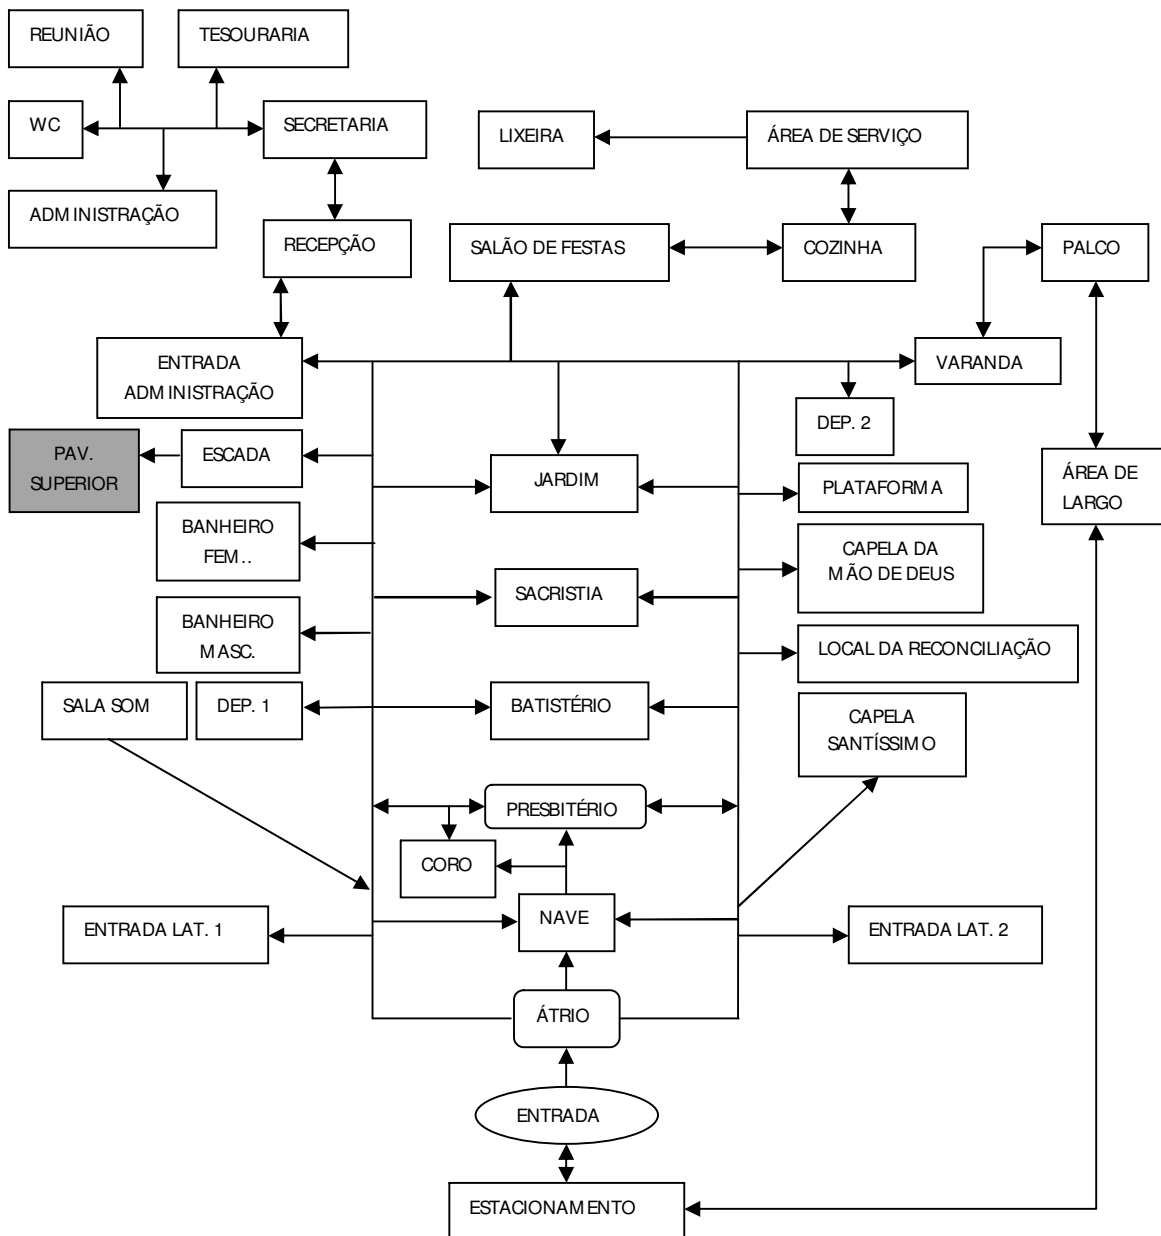 REUNIÃO
TESOURARIA
WC
SECRETARIA
LIXEIRA
ÁREA DE SERVIÇO
ADMINISTRAÇÃO
RECEPÇÃO
SALÃO DE FESTAS
COZINHA
PALCO
ENTRADA
ADMINISTRAÇÃO
VARANDA
DEP. 2
PAV.
SUPERIOR
ESCADA
JARDIM
PLATAFORMA
ÁREA DE
LARGO
BANHEIRO
FEM..
CAPELA DA
MÃO DE DEUS
SACRISTIA
BANHEIRO
MASC.
LOCAL DA RECONCILIAÇÃO
SALA SOM
DEP. 1
BATISTÉRIO
CAPELA
SANTÍSSIMO
PRESBITÉRIO
CORO
NAVE
ENTRADA LAT. 1
ENTRADA LAT. 2
ÁTRIO
ENTRADA
ESTACIONAMENTO